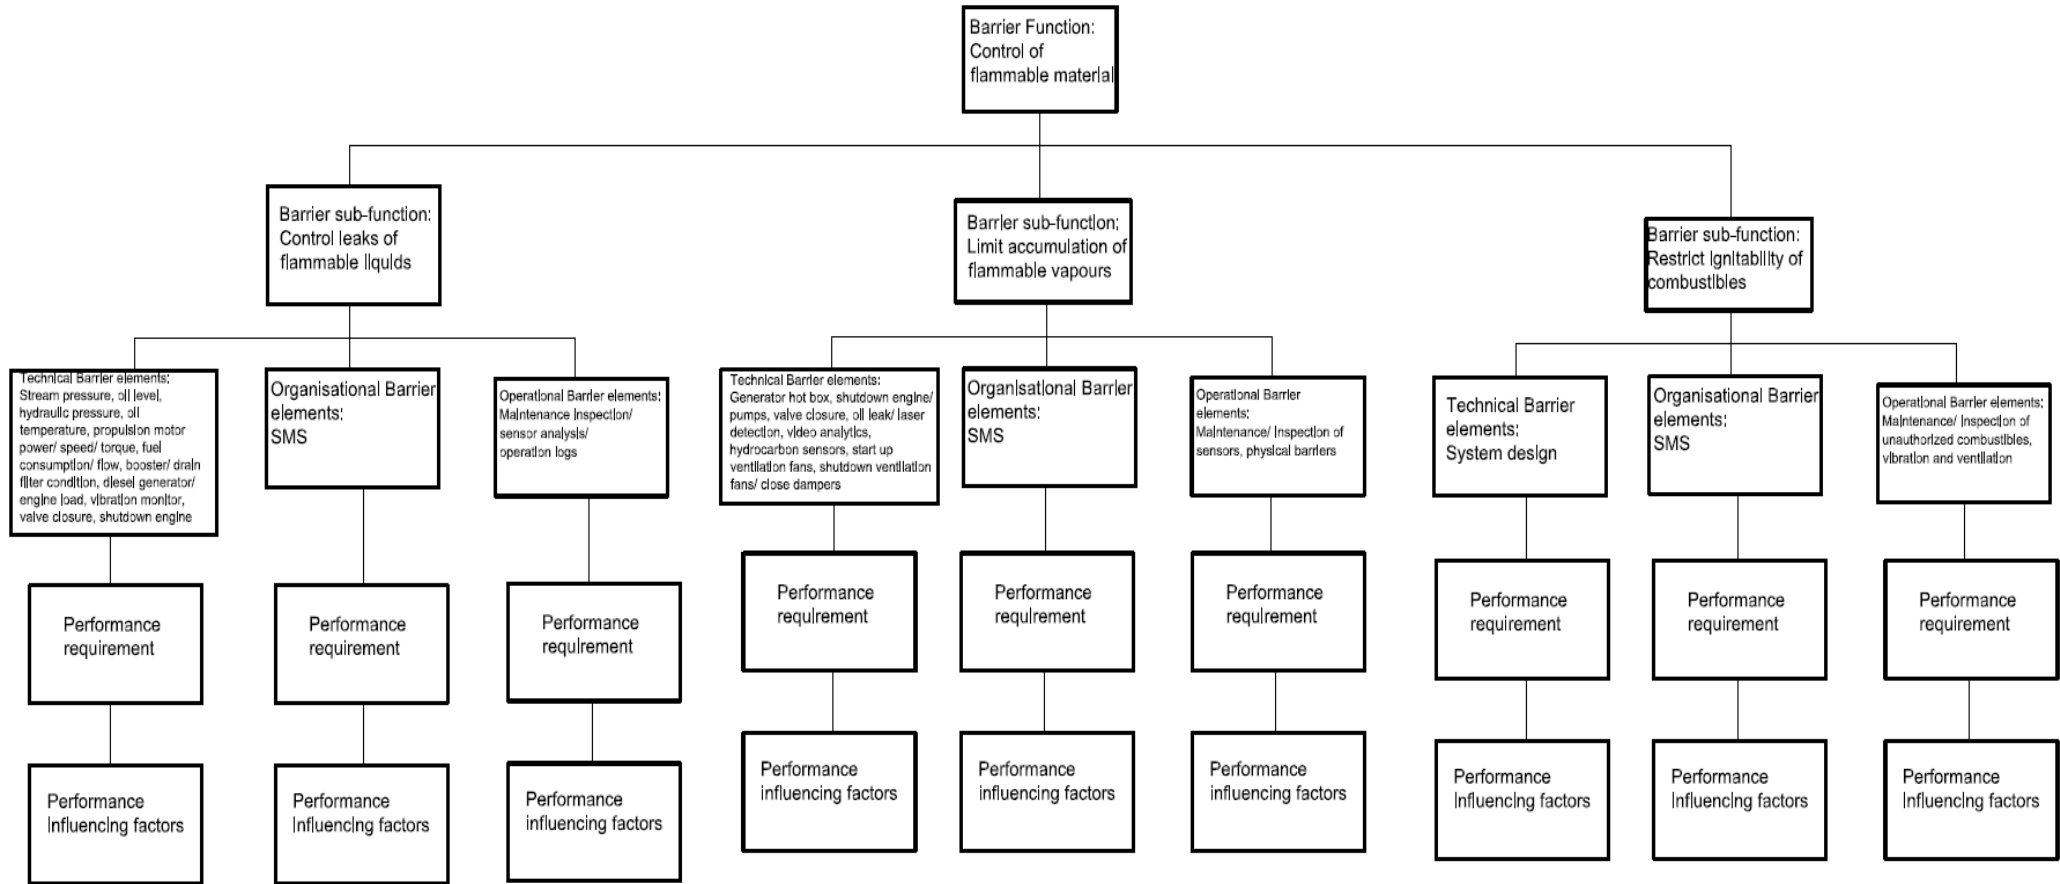 Barrier Function:
Control of
flammable material
Barrier sub-function:
Control leaks of
flammable liquids
Barrier sub-function:
Limit accumulation of
flammable vapours
Barrier sub-function:
Restrict ignitability of
combustibles
Technical Barrier elements:
Stream pressure, oil level,
hydraulic pressure, oil
temperature, propulsion motor
power/ speed/ torque, fuel
consumption/ flow, booster/ drain
filter condition, diesel generator/
engine load, vibration monitor,
valve closure, shutdown engine
Organisational Barrier
elements:
SMS
Operational Barrier elements:
Maintenance inspection/
sensor analysis/
operation logs
Technical Barrier elements:
Generator hot box, shutdown engine/
pumps, valve closure, oil leak/ laser
detection, video analytics,
hydrocarbon sensors, start up
ventilation fans, shutdown ventilation
fans/ close dampers
Organisational Barrier
elements:
SMS
Operational Barrier
elements:
Maintenance/ inspection of
sensors, physical barriers
Technical Barrier
elements:
System design
Organisational Barrier
elements:
SMS
Operational Barrier elements:
Maintenance/ inspection of
unauthorized combustibles,
vibration and ventilation
Performance
requirement
Performance
requirement
Performance
requirement
Performance
requirement
Performance
requirement
Performance
requirement
Performance
requirement
Performance
requirement
Performance
requirement
Performance
influencing factors
Performance
influencing factors
Performance
influencing factors
Performance
influencing factors
Performance
influencing factors
Performance
influencing factors
Performance
influencing factors
Performance
influencing factors
Performance
influencing factors